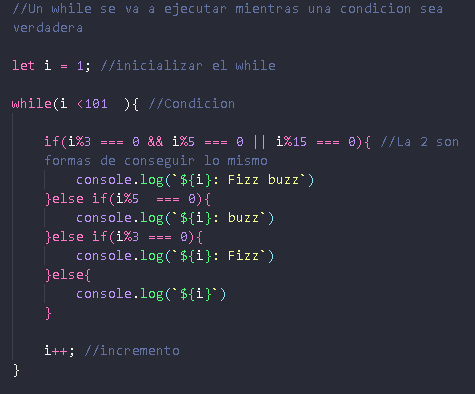 //Un while se va a ejecutar mientras una condicion sea
verdadera
let i = 1; //inicializar el while
while(i <101  ){ //Condicion
if(i%3 === 0 && i%5 === 0 || i%15 === 0){ //La 2 son
formas de conseguir lo mismo
console.log(`${i}: Fizz buzz`)
}else if(i%5  === 0){
console.log(`${i}: buzz`)
}else if(i%3 === 0){
console.log(`${i}: Fizz`)
}else{
console.log(`${i}`)
}
i++; //incremento
}